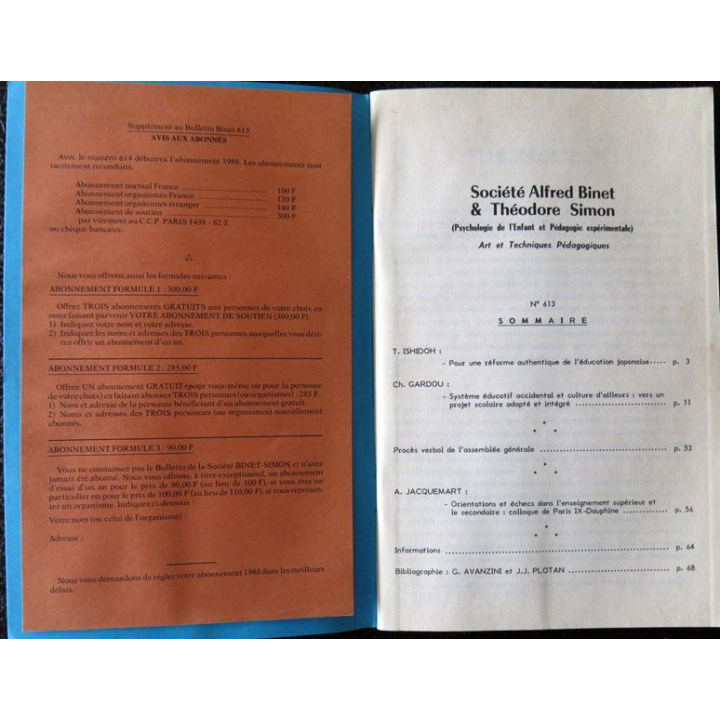 Supplément au Bulletin Binet 613
AVIS AUX ABONNÉS
Avec le numéro 614 débutera l'abonnement 1988. Les abonnements sont
tacitement reconduits.
Abonnement normal France 100 F
Abonnement organismes France 120 F
Abonnement organismes étranger 140 F
Abonnement de soutien 300 F
par virement au C.C.P. PARIS 1438 - 82 Z
ou chèque bancaire.
Nous vous offrons aussi les formules suivantes :
ABONNEMENT FORMULE 1 : 300,00 F
Offrez TROIS abonnements GRATUITS aux personnes de votre choix en
nous faisant parvenir VOTRE ABONNEMENT DE SOUTIEN (300,00 F)
1) Indiquez votre nom et votre adresse.
2) Indiquez les noms et adresses des TROIS personnes auxquelles vous dési-
rez offrir un abonnement d'un an.
ABONNEMENT FORMULE 2 : 285,00 F
Offrez UN abonnement GRATUIT (pour vous-même ou pour la personne
de votre choix) en faisant abonner TROIS personnes (ou organismes) : 285 F.
1) Nom et adresse de la personne bénéficiant d'un abonnement gratuit.
2) Noms et adresses des TROIS personnes (ou organismes) nouvellement
abonnés.
ABONNEMENT FORMULE 3 : 90,00 F
Vous ne connaissez pas le Bulletin de la Société BINET-SIMON et n'avez
jamais été abonné. Nous vous offrons, à titre exceptionnel, un abonnement
d'essai d'un an pour le prix de 90,00 F (au lieu de 100 F), si vous êtes un
particulier ou pour le prix de 100,00 F (au lieu de 110,00 F), si vous représen-
tez un organisme. Indiquez ci-dessous :
Votre nom (ou celui de l'organisme) :
Adresse :
Nous vous demandons de régler votre abonnement 1988 dans les meilleurs
délais.
Société Alfred Binet
& Théodore Simon
(Psychologie de l'Enfant et Pédagogie expérimentale)
Art et Techniques Pédagogiques
N° 613
SOMMAIRE
T. ISHIDOH :
- Pour une réforme authentique de l'éducation japonaise..... p. 3
Ch. GARDOU :
- Système éducatif occidental et culture d'ailleurs : vers un
projet scolaire adapté et intégré p. 11
Procès verbal de l'assemblée générale p. 53
A. JACQUEMART :
- Orientations et échecs dans l'enseignement supérieur et
le secondaire : colloque de Paris IX-Dauphine p. 56
Informations p. 64
Bibliographie : G. AVANZINI et J.J. PLOTAN p. 68